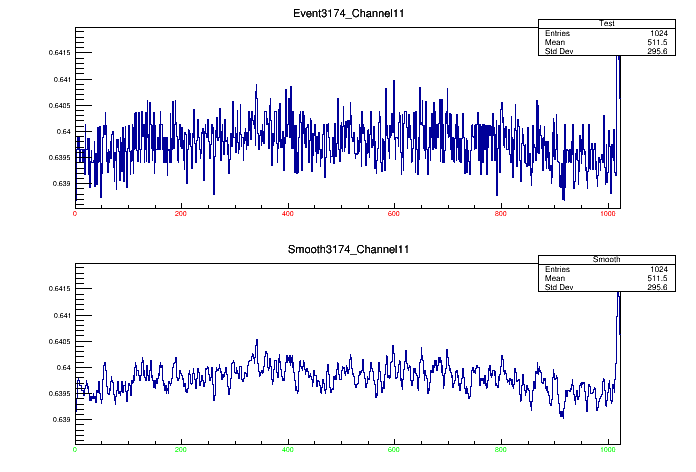 Event3174_Channel11
Test
Entries 1024
Mean 511.5
Std Dev 295.6
0.6415
0.641
0.6405
0.64
0.6395
0.639
0 200 400 600 800 1000
Smooth3174_Channel11
Smooth
Entries 1024
Mean 511.5
Std Dev 295.6
0.6415
0.641
0.6405
0.64
0.6395
0.639
0 200 400 600 800 1000